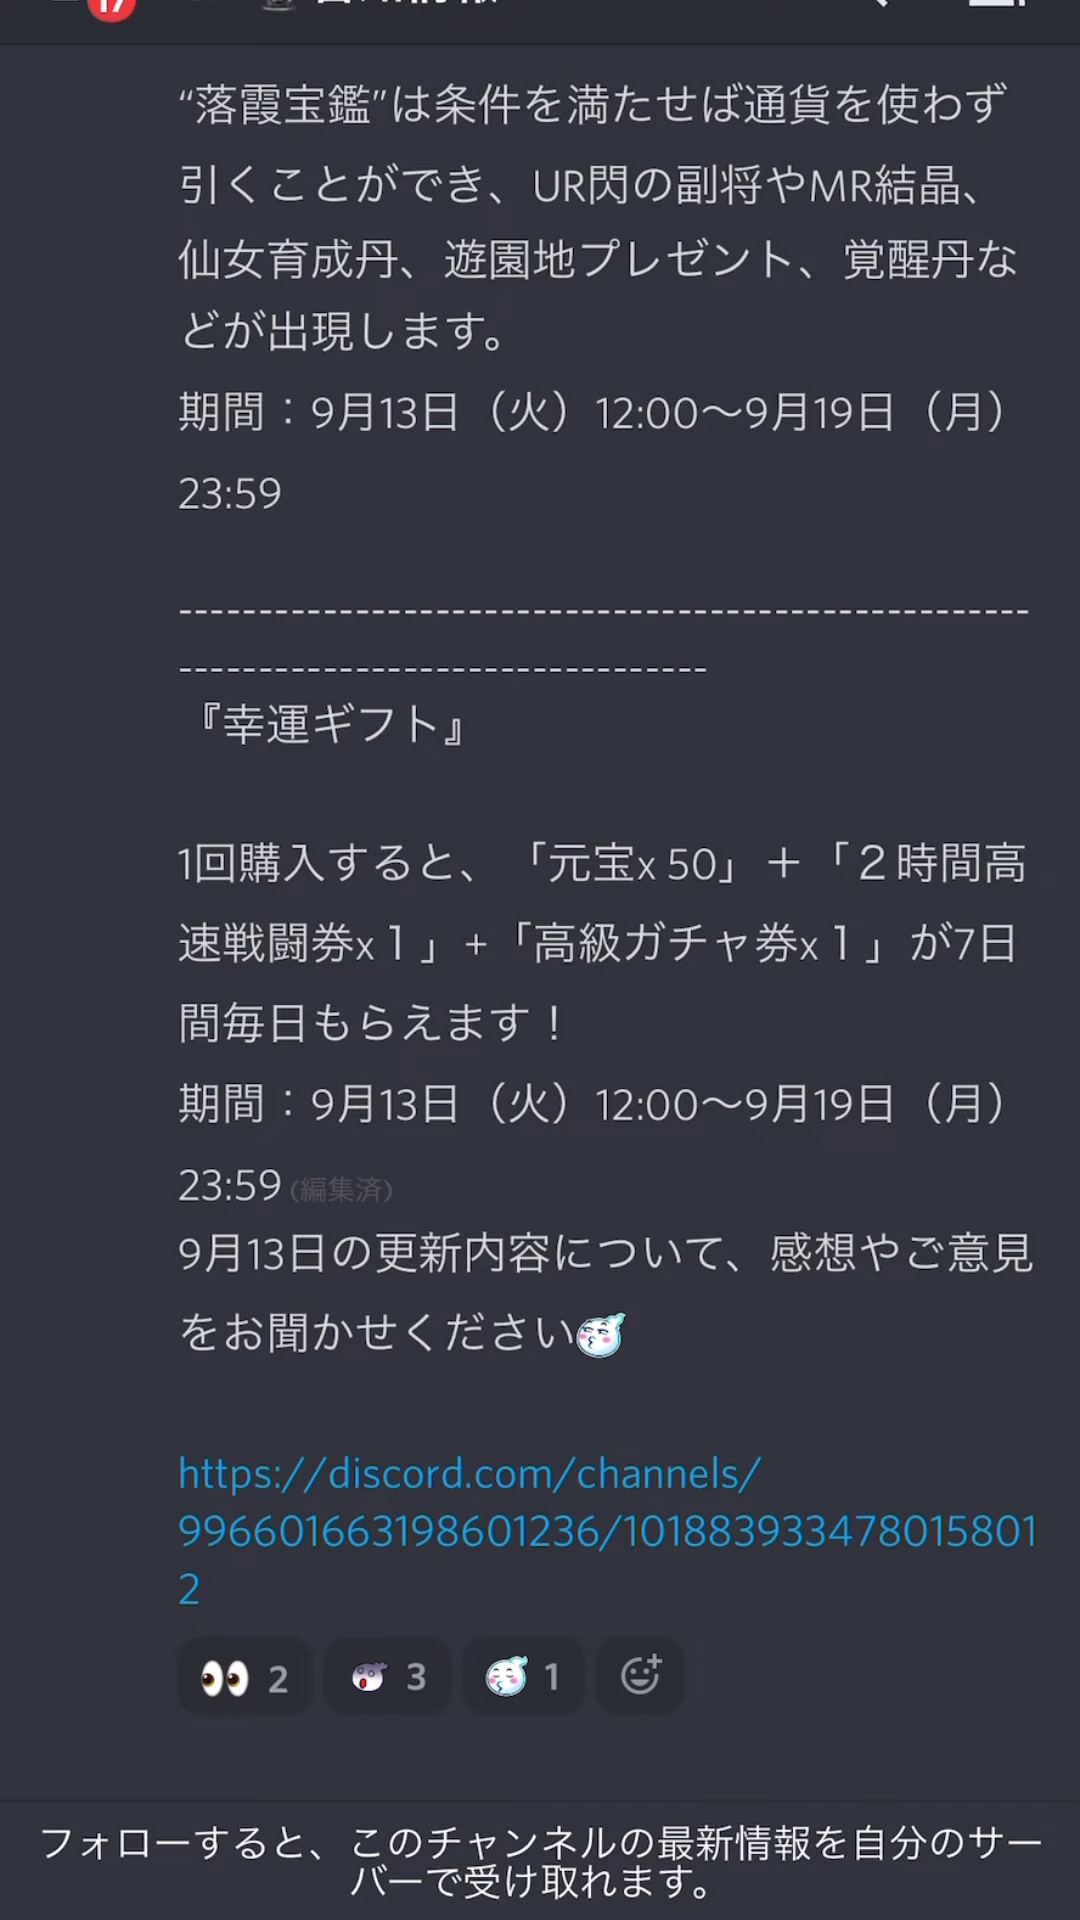 17
“落霞宝鑑”は条件を満たせば通貨を使わず
引くことができ、UR閃の副将やMR結晶、
仙女育成丹、遊園地プレゼント、覚醒丹な
どが出現します。
期間：9月13日（火）12:00〜9月19日（月）
23:59
-----------------------------------------------------
---------------------------------
『幸運ギフト』
1回購入すると、「元宝x 50」＋「２時間高
速戦闘券x１」+「高級ガチャ券x１」が7日
間毎日もらえます！
期間：9月13日（火）12:00〜9月19日（月）
23:59 (編集済)
9月13日の更新内容について、感想やご意見
をお聞かせください
https://discord.com/channels/
996601663198601236/101883933478015801
2
2 3 1
フォローすると、このチャンネルの最新情報を自分のサー
バーで受け取れます。